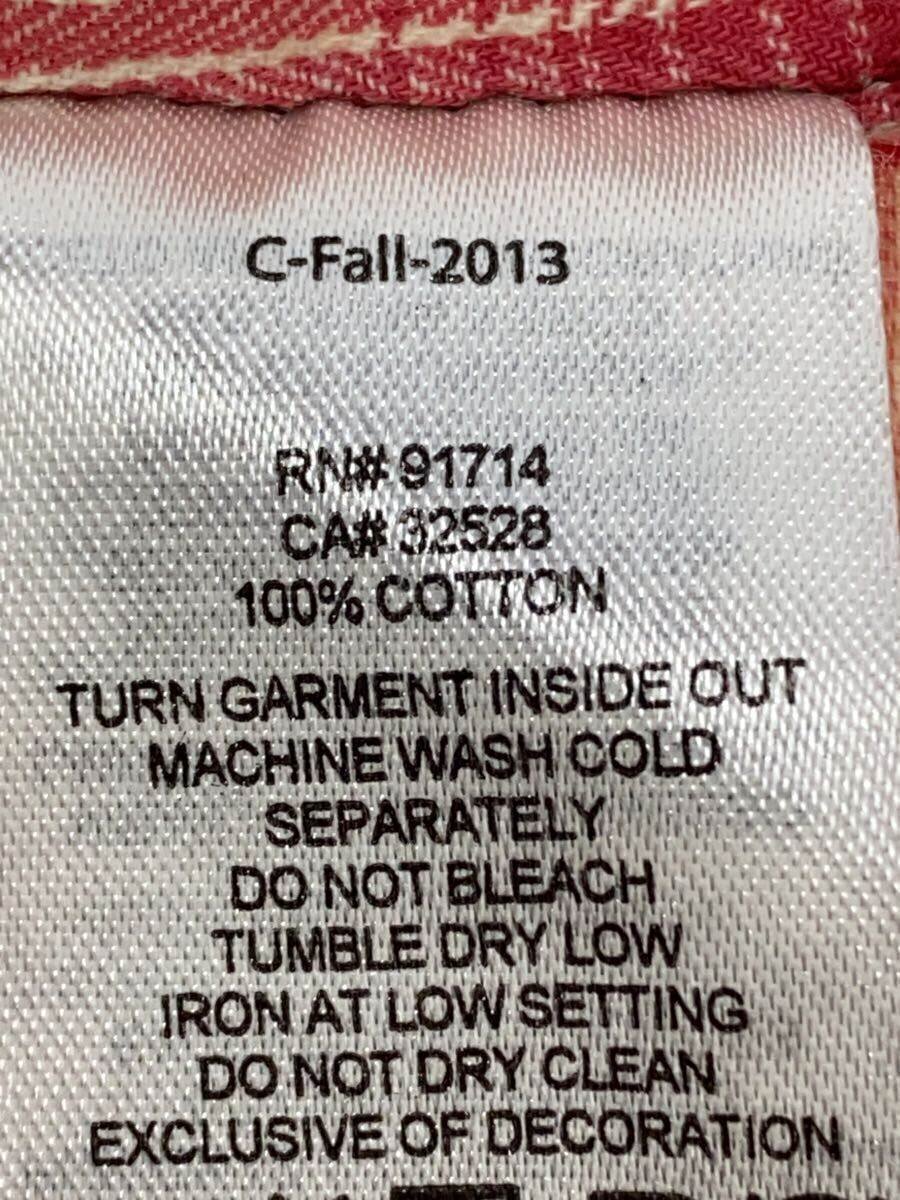 C-Fall-2013
RN# 91714
CA# 32528
100% COTTON
TURN GARMENT INSIDE OUT
MACHINE WASH COLD
SEPARATELY
DO NOT BLEACH
TUMBLE DRY LOW
IRON AT LOW SETTING
DO NOT DRY CLEAN
EXCLUSIVE OF DECORATION